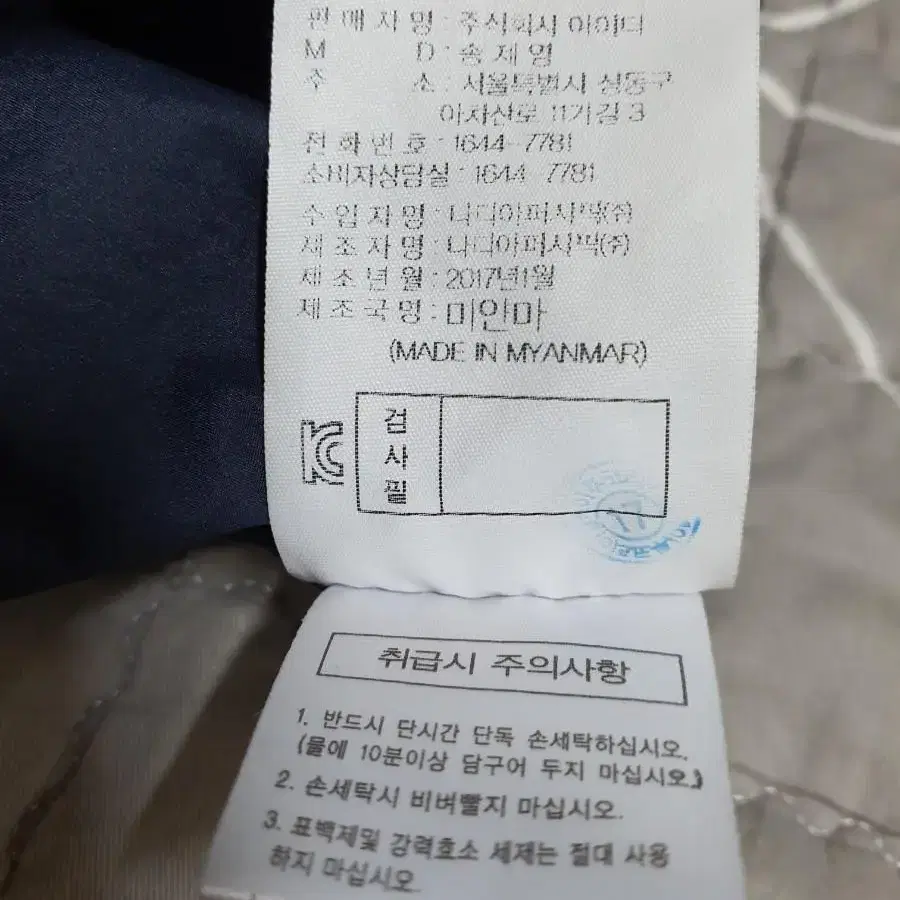 판매자명 : 주식회사 아이디
M D : 송재영
주 소 : 서울특별시 성동구
아차산로 11가길 3
전화번호 : 1644-7781
소비자상담실 : 1644-7781
수입자명 : 나디아퍼시픽(주)
제조자명 : 나디아퍼시픽(주)
제조년월 : 2017년1월
제조국명 : 미얀마
(MADE IN MYANMAR)
KC
검사필
17
취급시 주의사항
1. 반드시 단시간 단독 손세탁하십시오.
(물에 10분이상 담구어 두지 마십시오.)
2. 손세탁시 비벼빨지 마십시오.
3. 표백제및 강력효소 세제는 절대 사용
하지 마십시오.